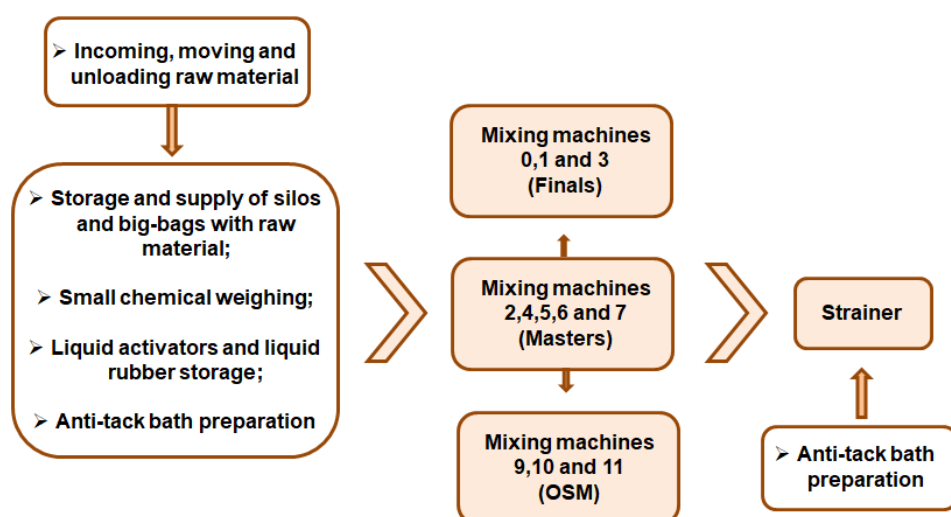 ➢ Incoming, moving and
unloading raw material
➢ Storage and supply of silos
and big-bags with raw
material;
➢ Small chemical weighing;
➢ Liquid activators and liquid
rubber storage;
➢ Anti-tack bath preparation
Mixing machines
0,1 and 3
(Finals)
Mixing machines
2,4,5,6 and 7
(Masters)
Mixing machines
9,10 and 11
(OSM)
Strainer
➢ Anti-tack bath
preparation